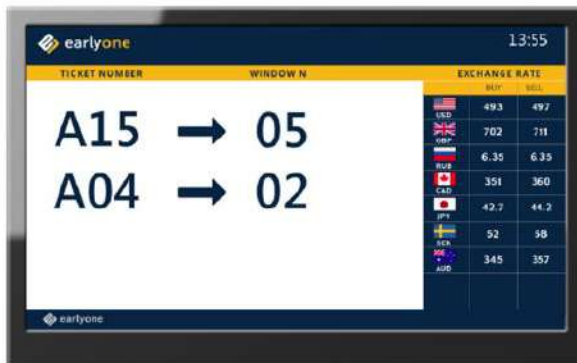 earlyone
13:55
TICKET NUMBER WINDOW N
A15 → 05
A04 → 02
EXCHANGE RATE
BUY SELL
USD 493 497
GBP 702 711
RUB 6.35 6.35
CAD 351 360
JPY 42.7 44.2
SEK 52 58
AUD 345 357
earlyone